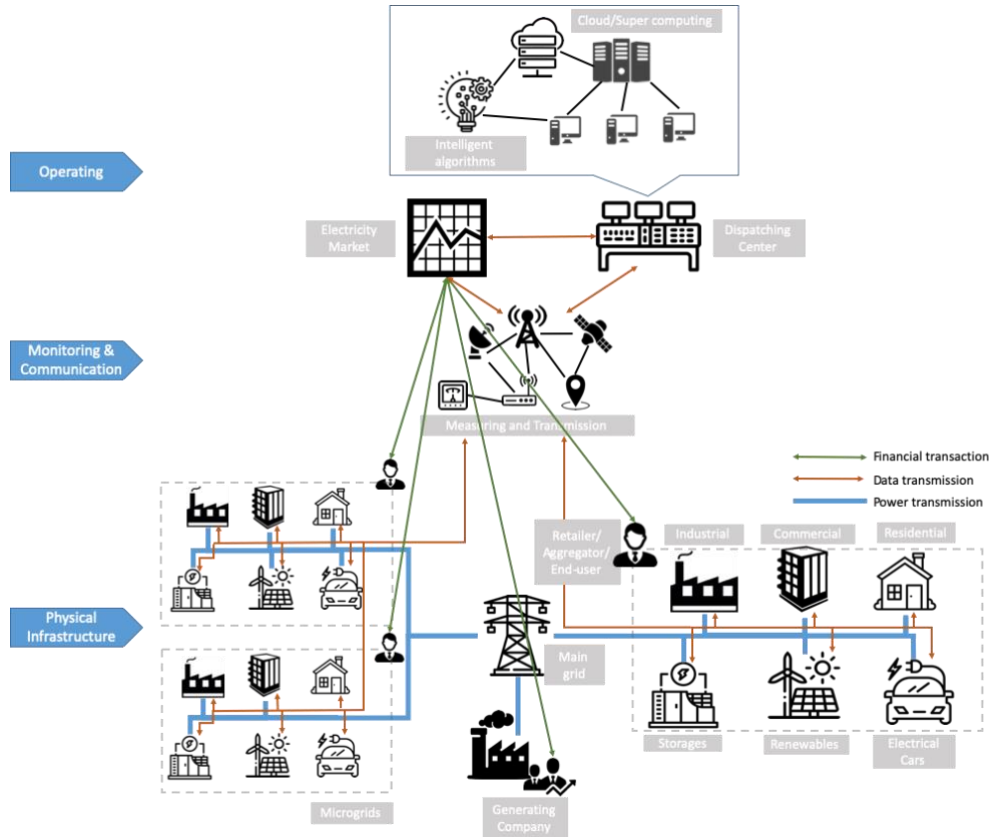 Cloud/Super computing
Intelligent
algorithms
Operating
Electricity
Market
Dispatching
Center
Monitoring &
Communication
Measuring and Transmission
Financial transaction
Data transmission
Power transmission
Retailer/
Aggregator/
End-user
Industrial
Commercial
Residential
Physical
Infrastructure
Main
grid
Storages
Renewables
Electrical
Cars
Microgrids
Generating
Company